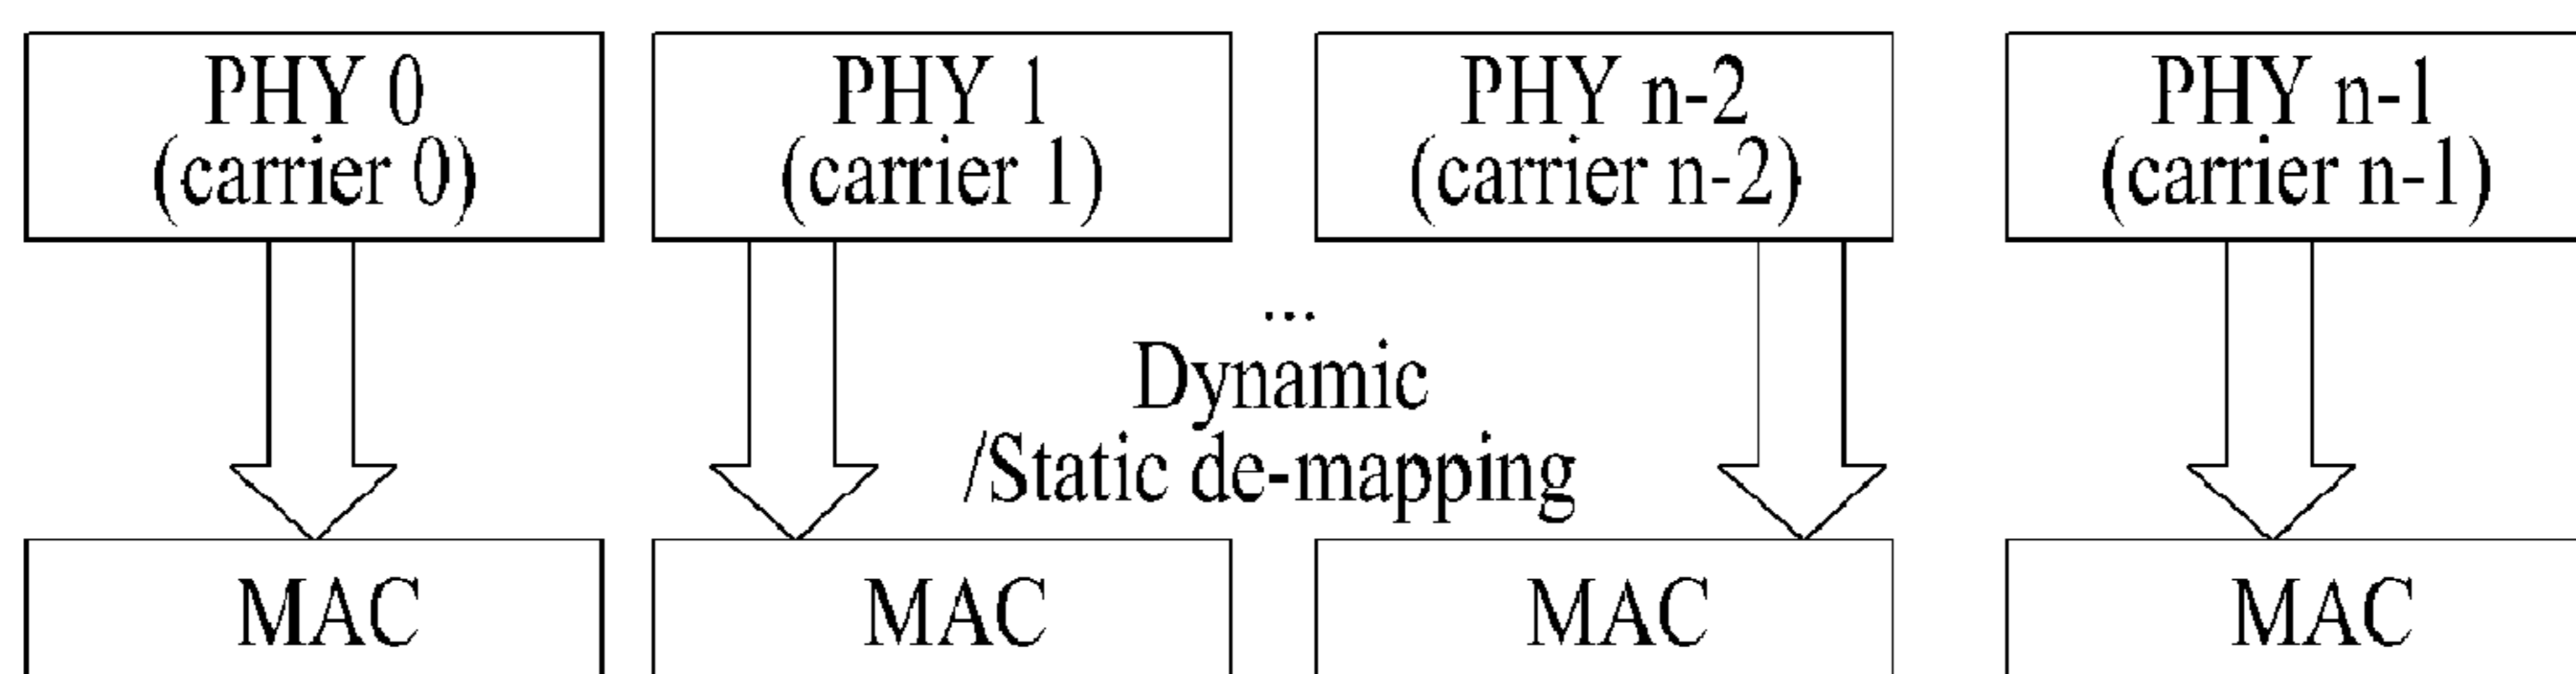 PHY 0
(carrier 0)
PHY 1
(carrier 1)
PHY n-2
(carrier n-2)
PHY n-1
(carrier n-1)
...
Dynamic
/Static de-mapping
MAC
MAC
MAC
MAC